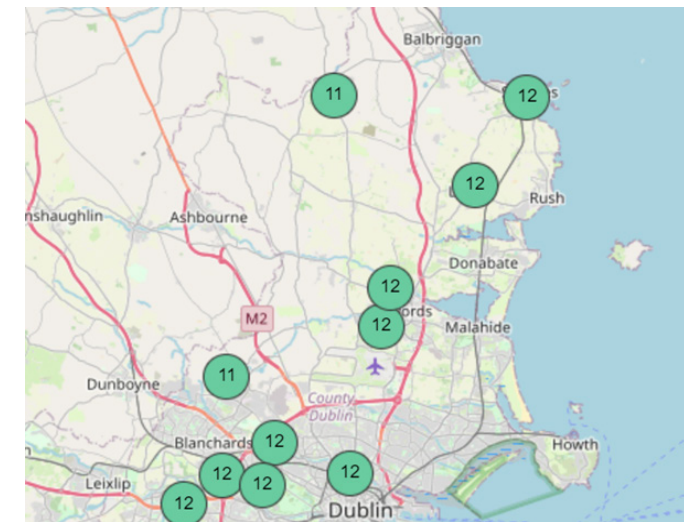 Balbriggan
11
12
12
Rush
nshaughlin
Ashbourne
Donabate
12
ords
M2
12
Malahide
11
Dunboyne
County
Dublin
Blanchards
12
Howth
12
12
12
Leixlip
12
Dublin